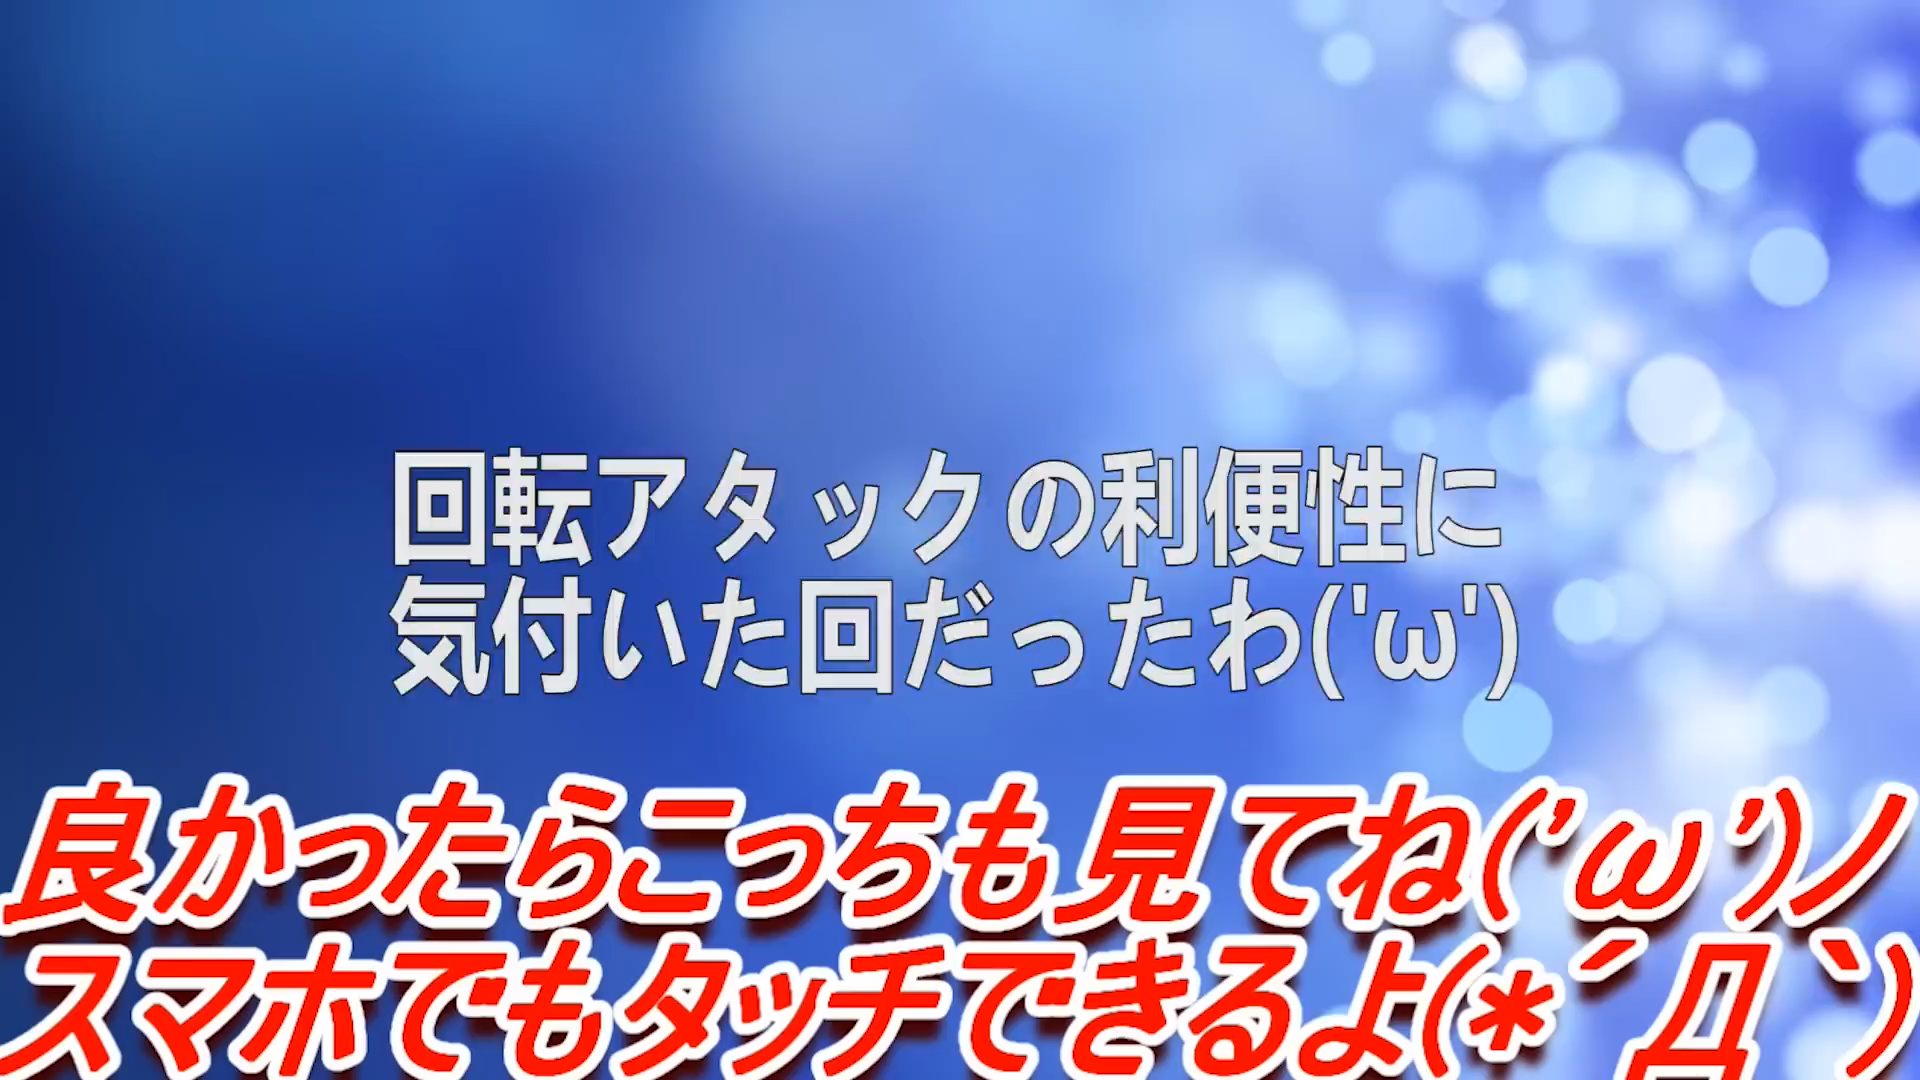 回転アタックの利便性に
気付いた回だったわ('ω')
良かったらこっちも見てね('ω')ノ
スマホでもタッチできるよ(*´Д`)